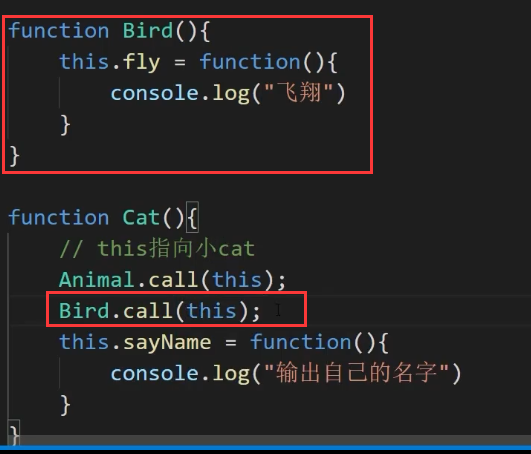 function Bird(){
    this.fly = function(){
        console.log("飞翔")
    }
}
function Cat(){
    // this指向小cat
    Animal.call(this);
    Bird.call(this);
    this.sayName = function(){
        console.log("输出自己的名字")
    }
}